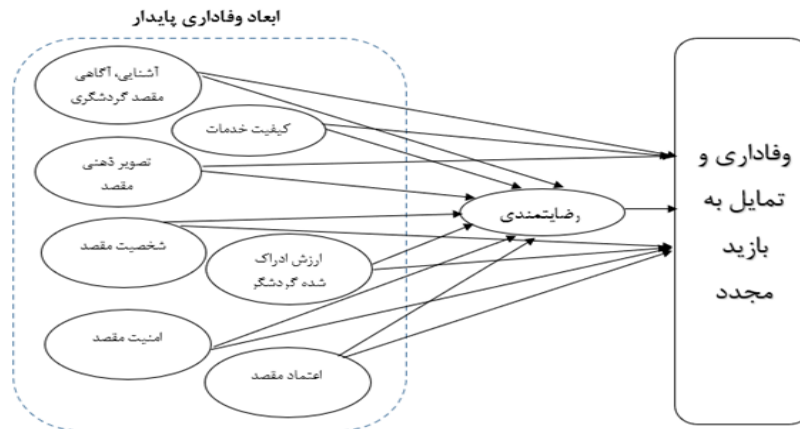 ابعاد وفاداری پایدار
آشنایی، آگاهی
مقصد گردشگری
کیفیت خدمات
تصویر ذهنی
مقصد
شخصیت مقصد
ارزش ادراک
شده گردشگر
امنیت مقصد
اعتماد مقصد
رضایتمندی
وفاداری و
تمایل به
بازید
مجدد